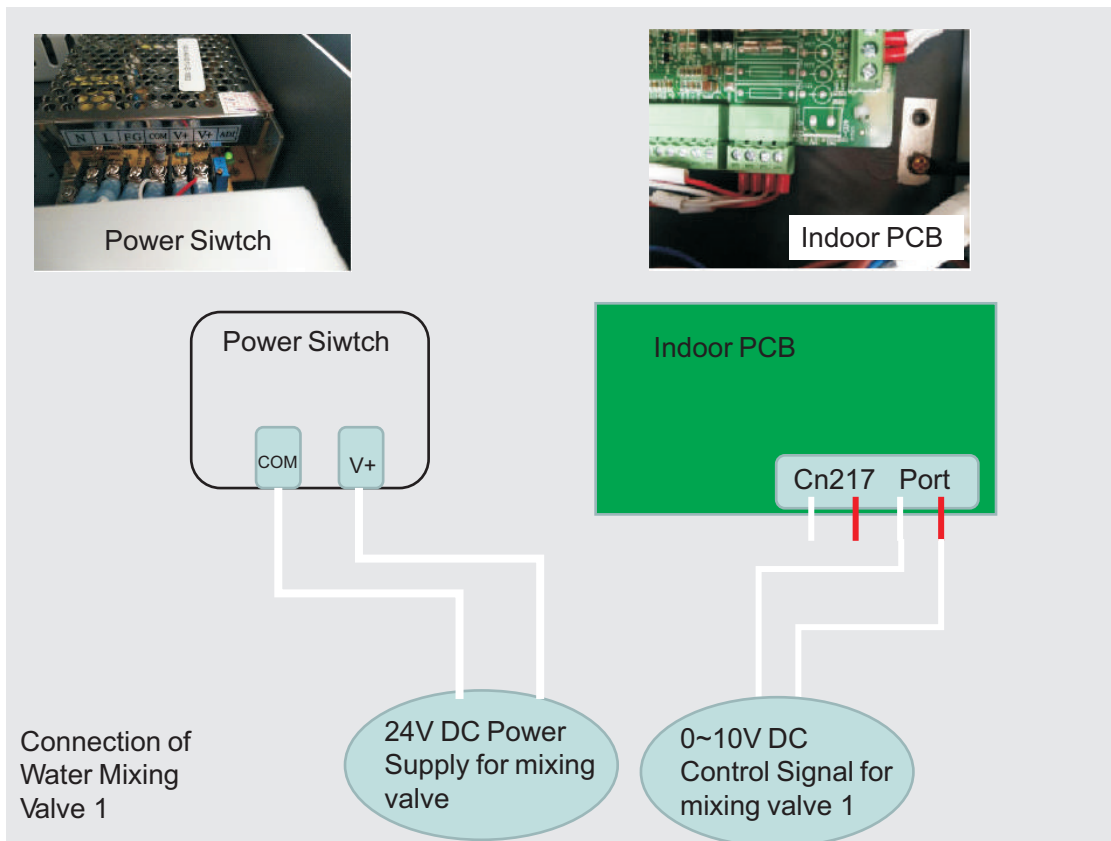 N L FG COM V+ V+ ADJ
Power Siwtch
Indoor PCB
Power Siwtch
COM
V+
Indoor PCB
Cn217 Port
24V DC Power
Supply for mixing
valve
0~10V DC
Control Signal for
mixing valve 1
Connection of
Water Mixing
Valve 1